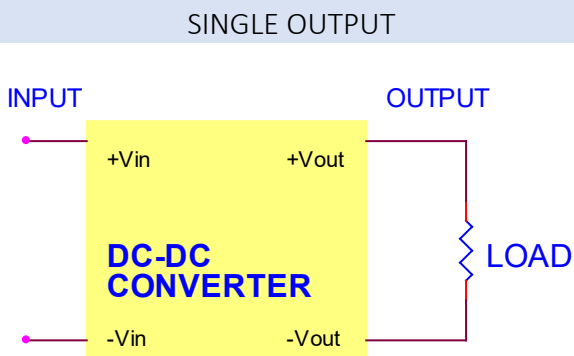 SINGLE OUTPUT
INPUT
OUTPUT
+Vin
+Vout
DC-DC
CONVERTER
LOAD
-Vin
-Vout